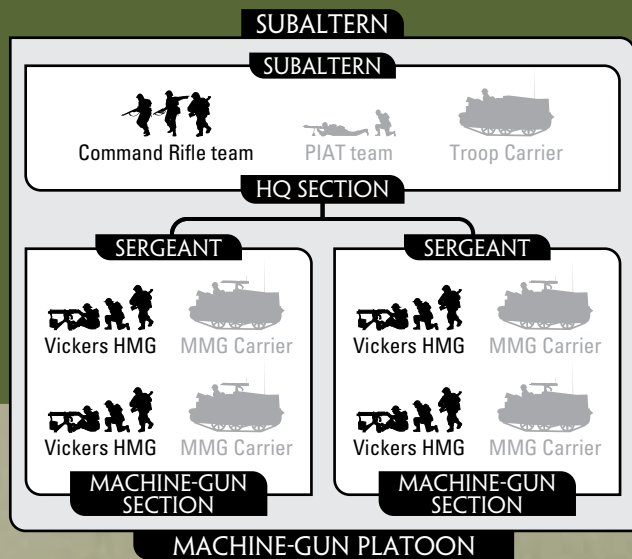 SUBALTERN
SUBALTERN
Command Rifle team
PIAT team
Troop Carrier
HQ SECTION
SERGEANT
SERGEANT
Vickers HMG
MMG Carrier
Vickers HMG
MMG Carrier
Vickers HMG
MMG Carrier
Vickers HMG
MMG Carrier
MACHINE-GUN
SECTION
MACHINE-GUN
SECTION
MACHINE-GUN PLATOON